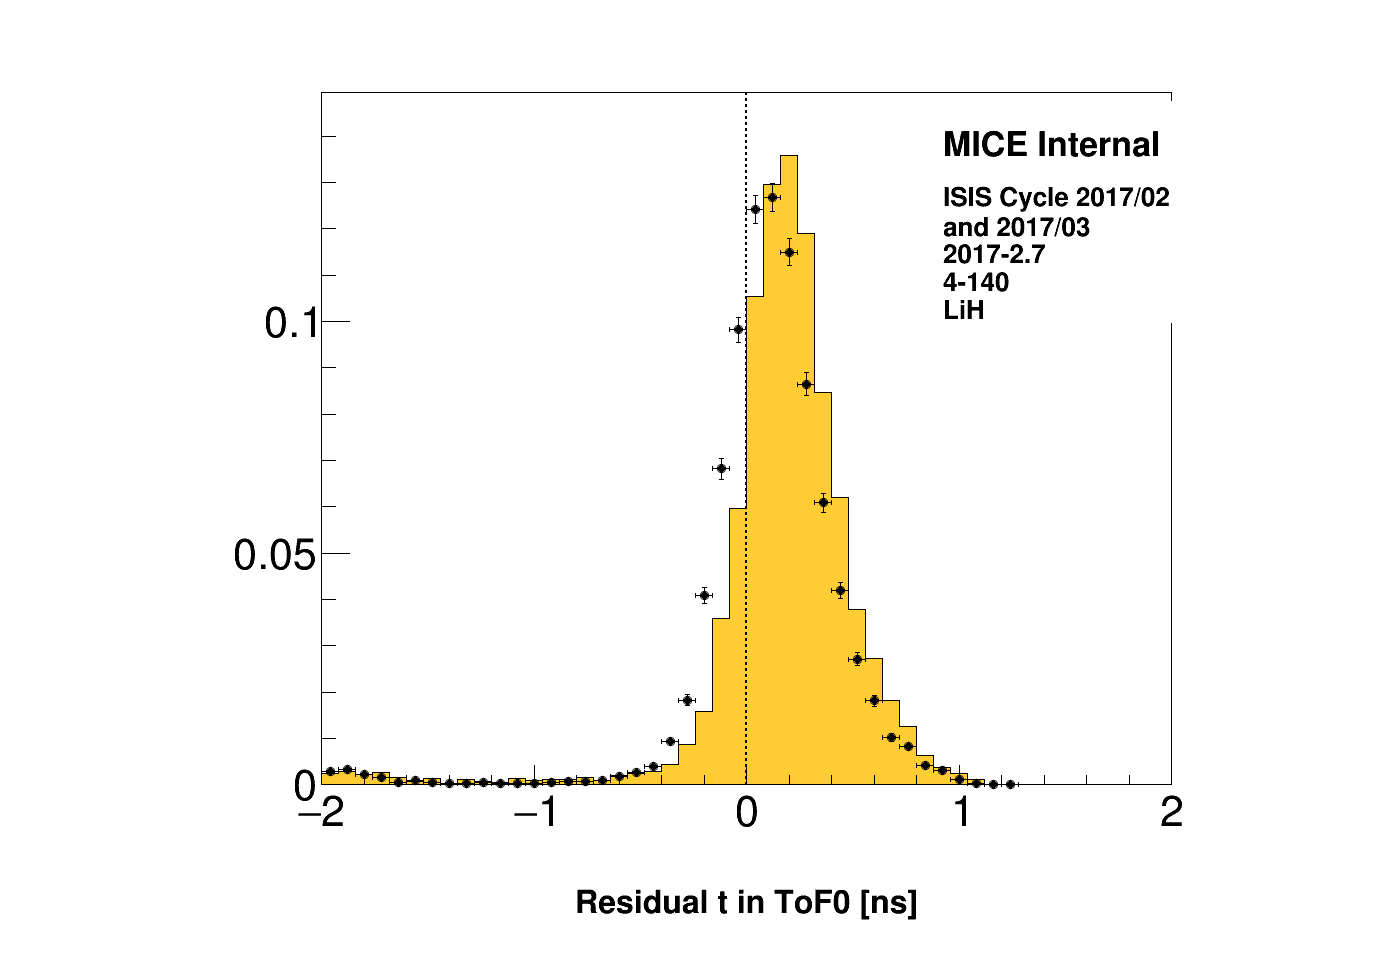 MICE Internal
ISIS Cycle 2017/02
and 2017/03
2017-2.7
4-140
LiH
0.1
0.05
0
−2 −1 0 1 2
Residual t in ToF0 [ns]